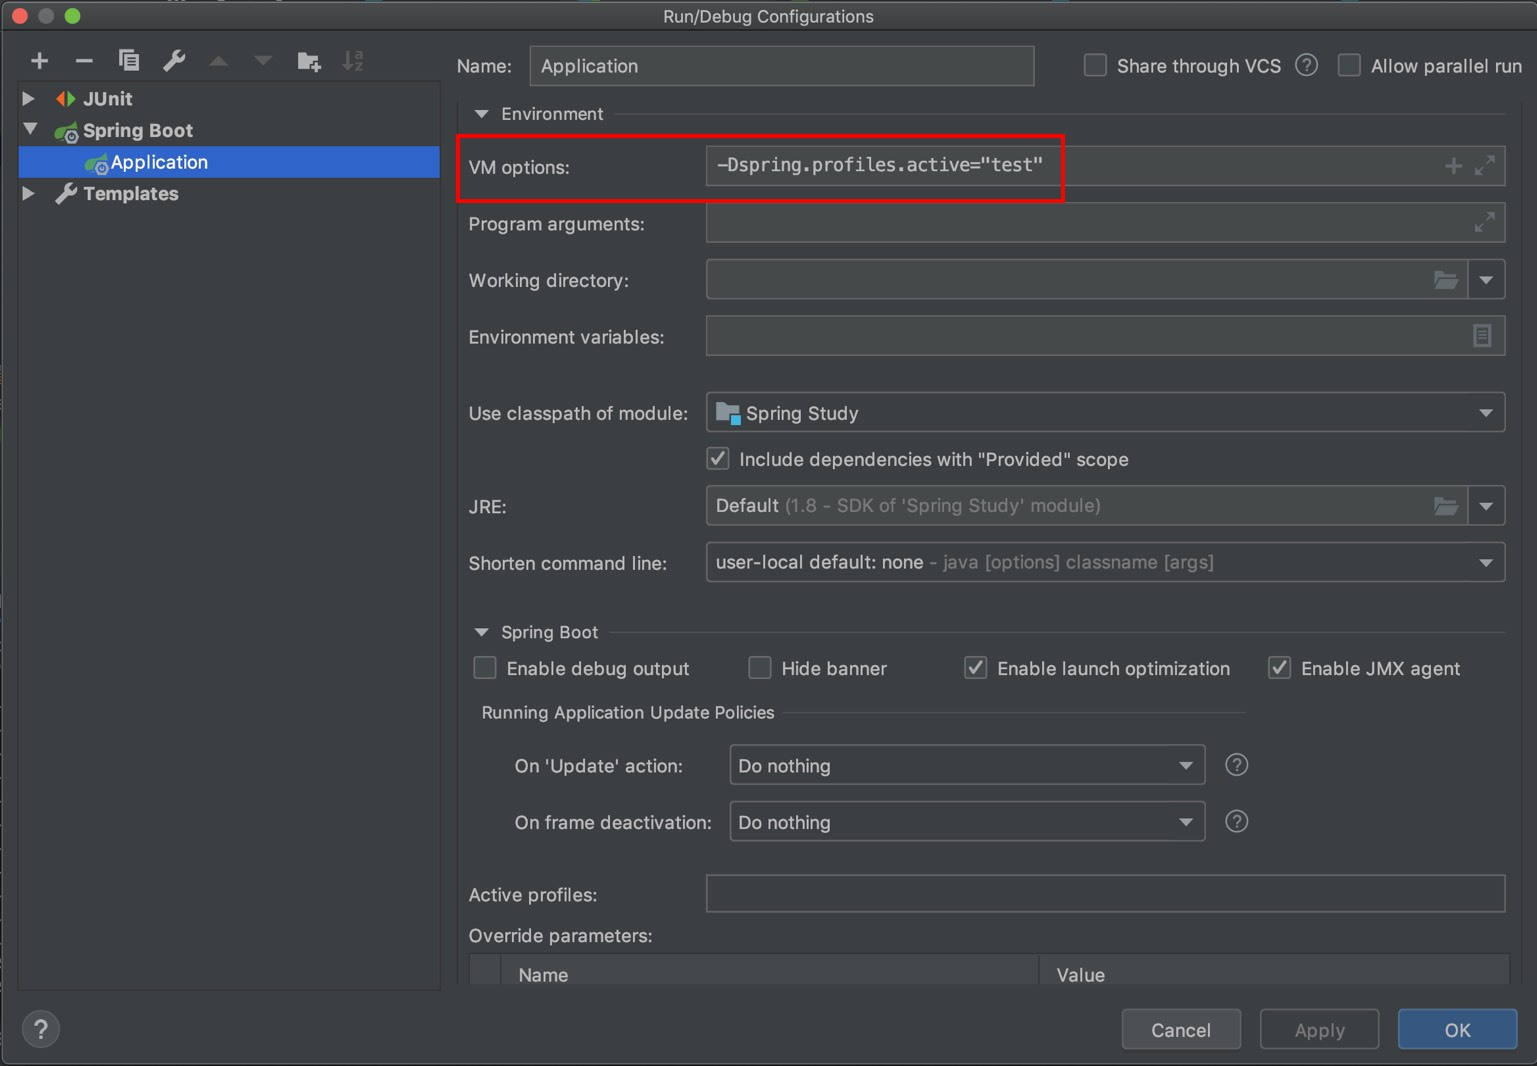 Run/Debug Configurations
Name: Application Share through VCS ? Allow parallel run
JUnit
Spring Boot
Application
Templates
Environment
VM options: -Dspring.profiles.active="test"
Program arguments:
Working directory:
Environment variables:
Use classpath of module: Spring Study
Include dependencies with "Provided" scope
JRE: Default (1.8 - SDK of 'Spring Study' module)
Shorten command line: user-local default: none - java [options] classname [args]
Spring Boot
Enable debug output Hide banner Enable launch optimization Enable JMX agent
Running Application Update Policies
On 'Update' action: Do nothing ?
On frame deactivation: Do nothing ?
Active profiles:
Override parameters:
Name Value
? Cancel Apply OK